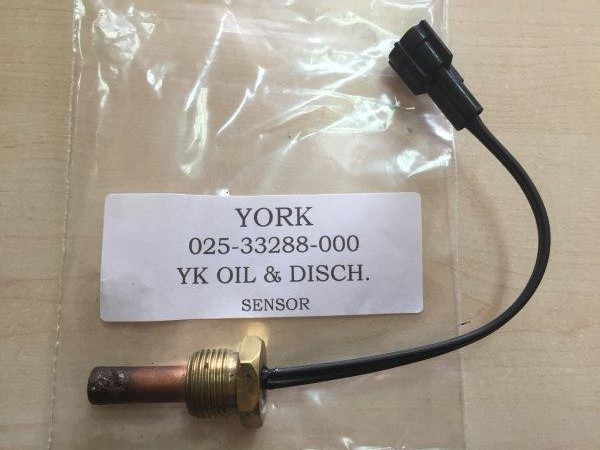 YORK
025-33288-000
YK OIL & DISCH.
SENSOR